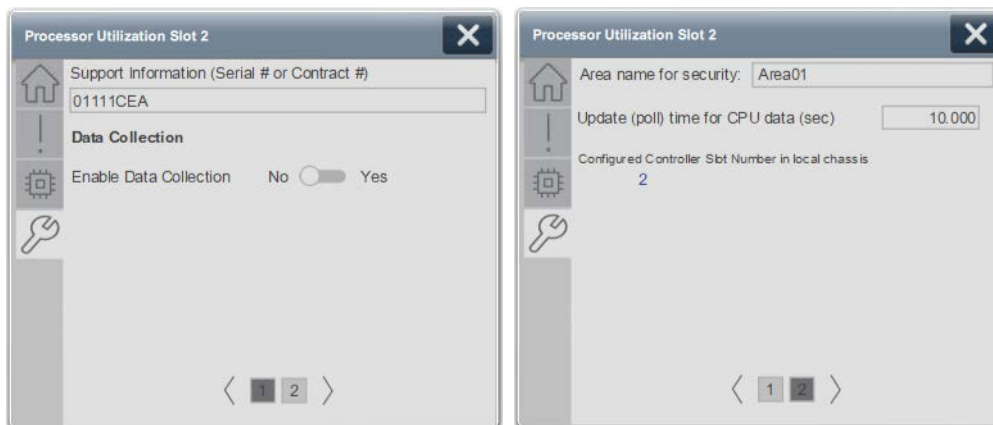 Processor Utilization Slot 2
Support Information (Serial # or Contract #)
01111CEA
Data Collection
Enable Data Collection No Yes
1 2
Processor Utilization Slot 2
Area name for security: Area01
Update (poll) time for CPU data (sec) 10.000
Configured Controller Slot Number in local chassis
2
1 2